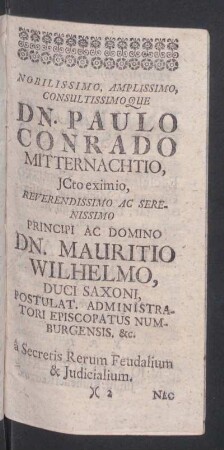 NOBILISSIMO, AMPLISSIMO,
CONSULTISSIMOQUE
DN. PAULO
CONRADO
MITTERNACHTIO,
JCto eximio,
REVERENDISSIMO AC SERE-
NISSIMO
PRINCIPI AC DOMINO
DN. MAURITIO
WILHELMO,
DUCI SAXONI,
POSTULAT. ADMINISTRA-
TORI EPISCOPATUS NUM-
BURGENSIS, &c.
à Secretis Rerum Feudalium
& Judicialium.
)( 2 Nec